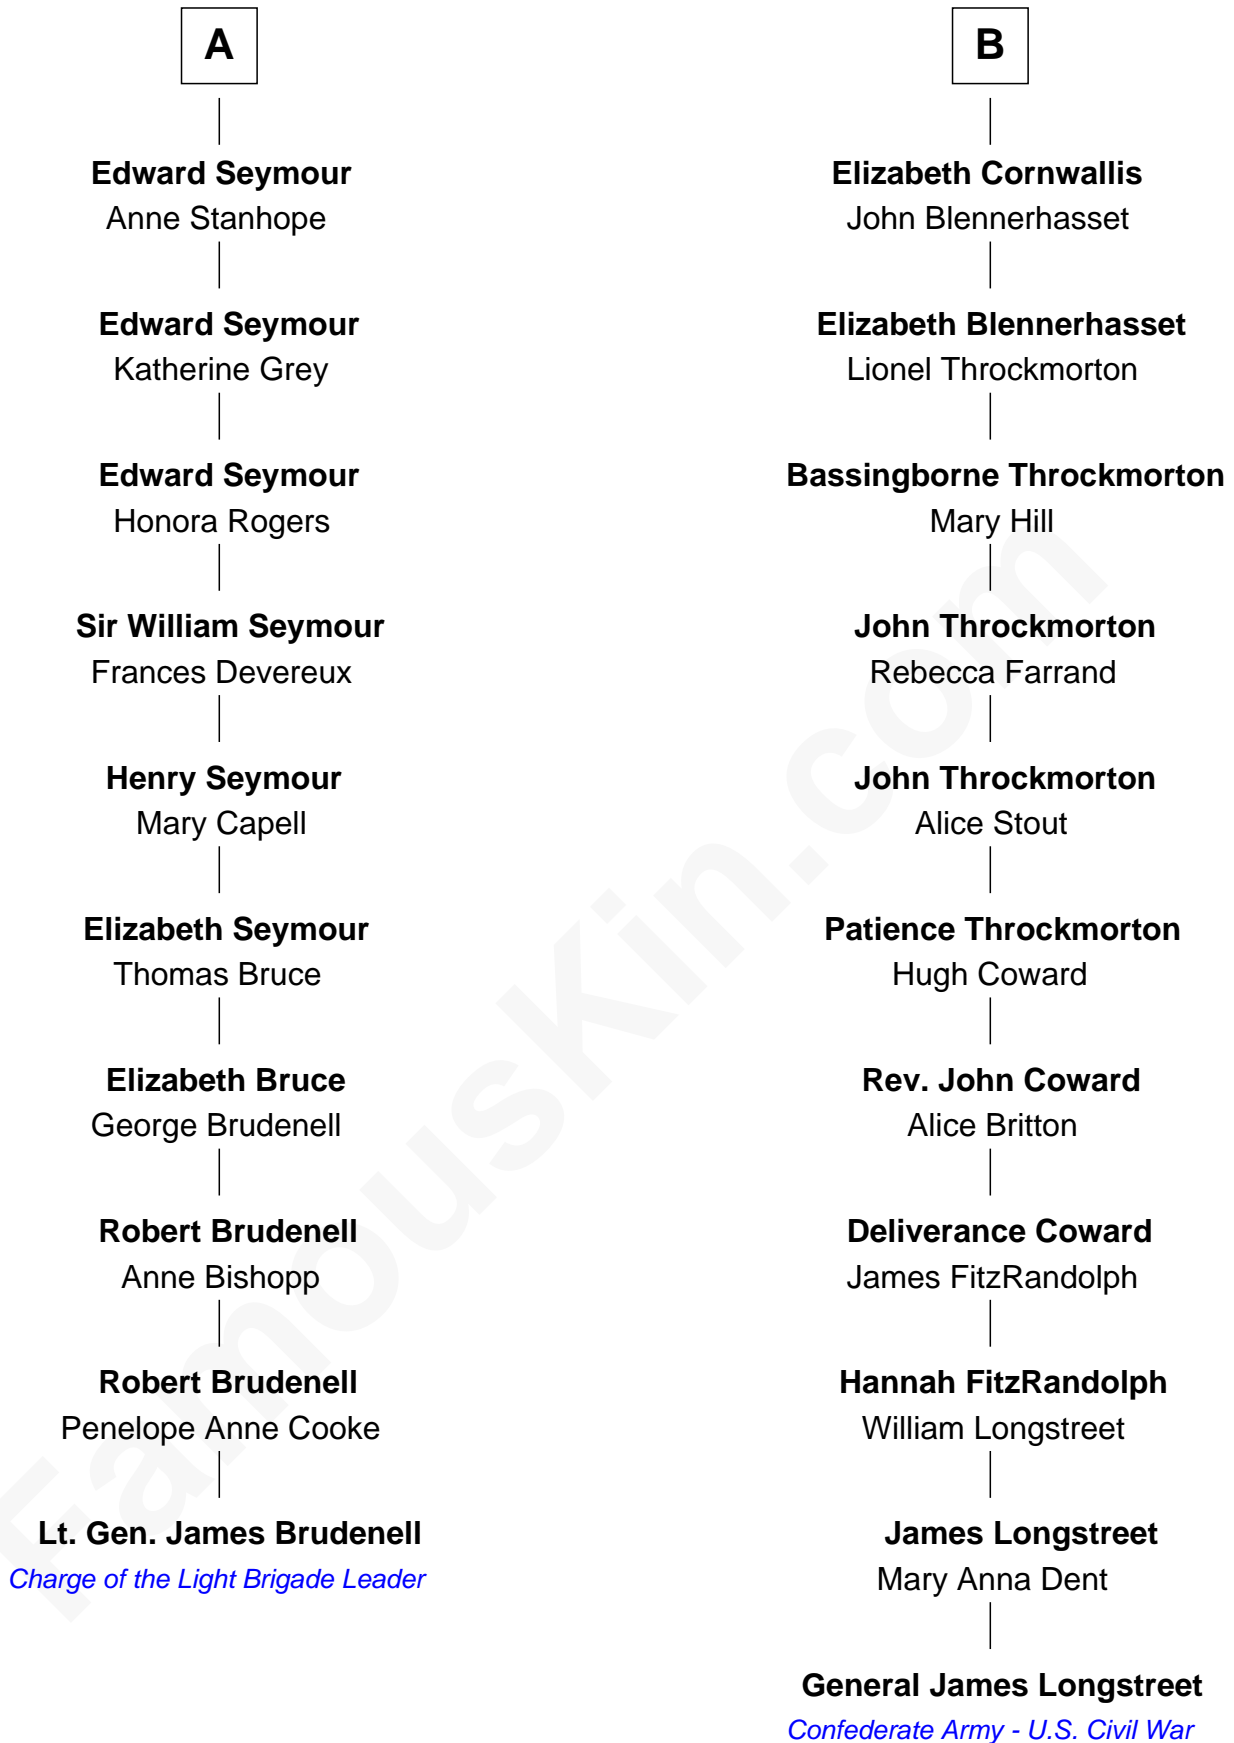 A
Edward Seymour
Anne Stanhope
Edward Seymour
Katherine Grey
Edward Seymour
Honora Rogers
Sir William Seymour
Frances Devereux
Henry Seymour
Mary Capell
Elizabeth Seymour
Thomas Bruce
Elizabeth Bruce
George Brudenell
Robert Brudenell
Anne Bishopp
Robert Brudenell
Penelope Anne Cooke
Lt. Gen. James Brudenell
Charge of the Light Brigade Leader
B
Elizabeth Cornwallis
John Blennerhasset
Elizabeth Blennerhasset
Lionel Throckmorton
Bassingborne Throckmorton
Mary Hill
John Throckmorton
Rebecca Farrand
John Throckmorton
Alice Stout
Patience Throckmorton
Hugh Coward
Rev. John Coward
Alice Britton
Deliverance Coward
James FitzRandolph
Hannah FitzRandolph
William Longstreet
James Longstreet
Mary Anna Dent
General James Longstreet
Confederate Army - U.S. Civil War
FamousKin.com